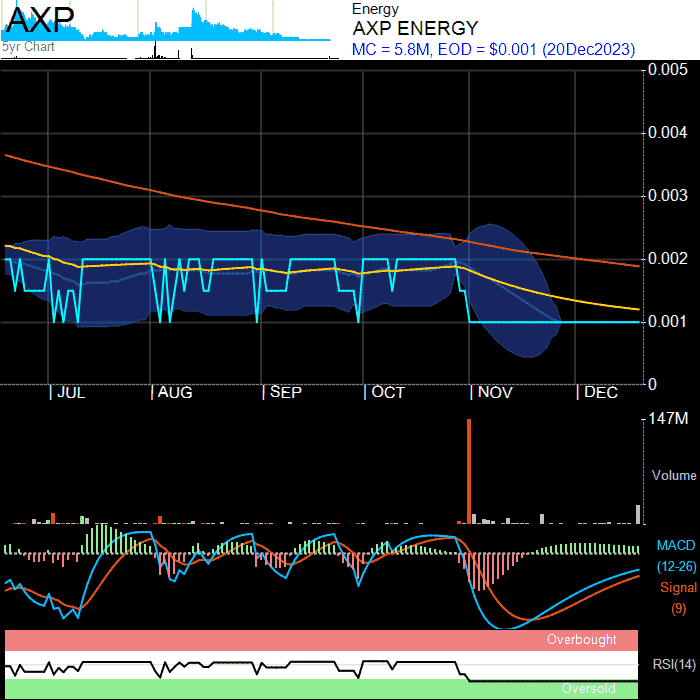 AXP
5yr Chart
Energy
AXP ENERGY
MC = 5.8M, EOD = $0.001 (20Dec2023)
0.005
0.004
0.003
0.002
0.001
0
JUL AUG SEP OCT NOV DEC
147M
Volume
MACD
(12-26)
Signal
(9)
Overbought
RSI(14)
Oversold